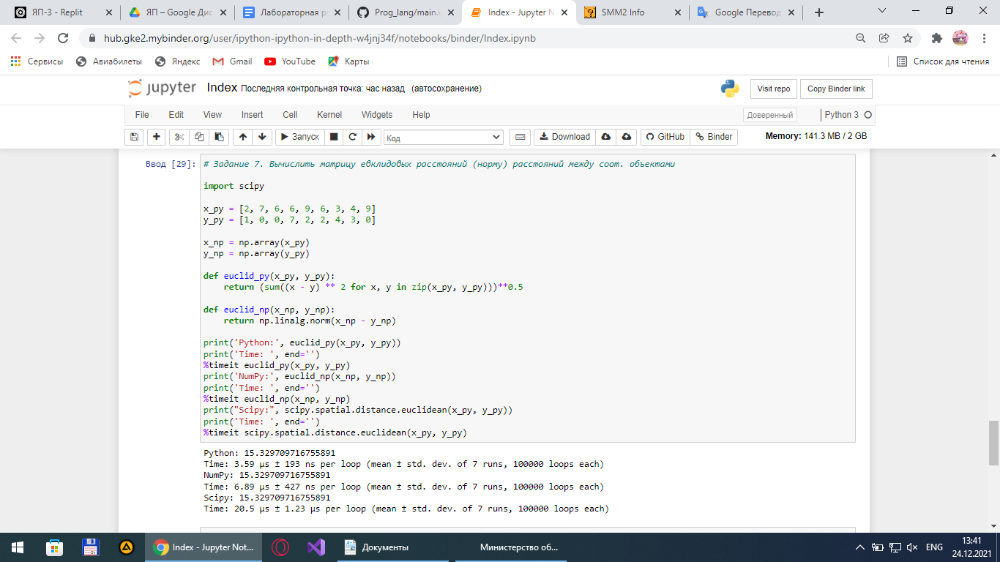 ЯП-3 - Replit
ЯП – Google Дис
Лабораторная р
Prog_lang/main.i
Index - Jupyter N
SMM2 Info
Google Перевод
hub.gke2.mybinder.org/user/ipython-ipython-in-depth-w4jnj34f/notebooks/binder/Index.ipynb
Сервисы
Авиабилеты
Яндекс
Gmail
YouTube
Карты
Список для чтения
jupyter Index Последняя контрольная точка: час назад (автосохранение)
Visit repo
Copy Binder link
File Edit View Insert Cell Kernel Widgets Help
Доверенный
Python 3
Запуск
Код
Download
GitHub
Binder
Memory: 141.3 MB / 2 GB
Ввод [29]:
# Задание 7. Вычислить матрицу евклидовых расстояний (норму) расстояний между соот. объектами
import scipy
x_py = [2, 7, 6, 6, 9, 6, 3, 4, 9]
y_py = [1, 0, 0, 7, 2, 2, 4, 3, 0]
x_np = np.array(x_py)
y_np = np.array(y_py)
def euclid_py(x_py, y_py):
    return (sum((x - y) ** 2 for x, y in zip(x_py, y_py)))**0.5
def euclid_np(x_np, y_np):
    return np.linalg.norm(x_np - y_np)
print('Python:', euclid_py(x_py, y_py))
print('Time: ', end='')
%timeit euclid_py(x_py, y_py)
print('NumPy:', euclid_np(x_np, y_np))
print('Time: ', end='')
%timeit euclid_np(x_np, y_np)
print("Scipy:", scipy.spatial.distance.euclidean(x_py, y_py))
print('Time: ', end='')
%timeit scipy.spatial.distance.euclidean(x_py, y_py)
Python: 15.329709716755891
Time: 3.59 µs ± 193 ns per loop (mean ± std. dev. of 7 runs, 100000 loops each)
NumPy: 15.329709716755891
Time: 6.89 µs ± 427 ns per loop (mean ± std. dev. of 7 runs, 100000 loops each)
Scipy: 15.329709716755891
Time: 20.5 µs ± 1.23 µs per loop (mean ± std. dev. of 7 runs, 100000 loops each)
Index - Jupyter Not...
Документы
Министерство об...
ENG
13:41
24.12.2021